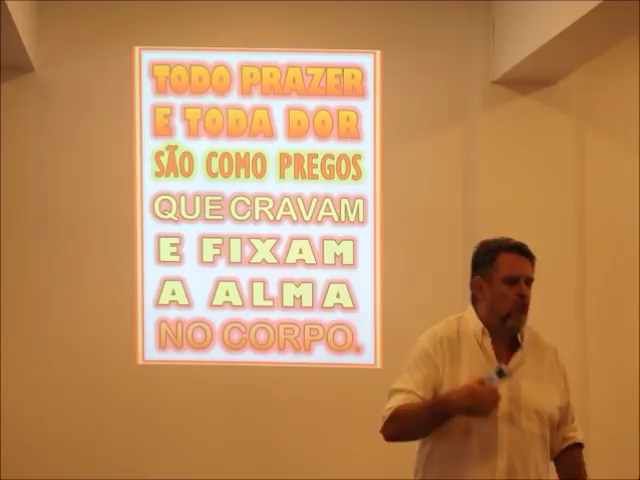 TODO PRAZER
E TODA DOR
SÃO COMO PREGOS
QUE CRAVAM
E FIXAM
A ALMA
NO CORPO.